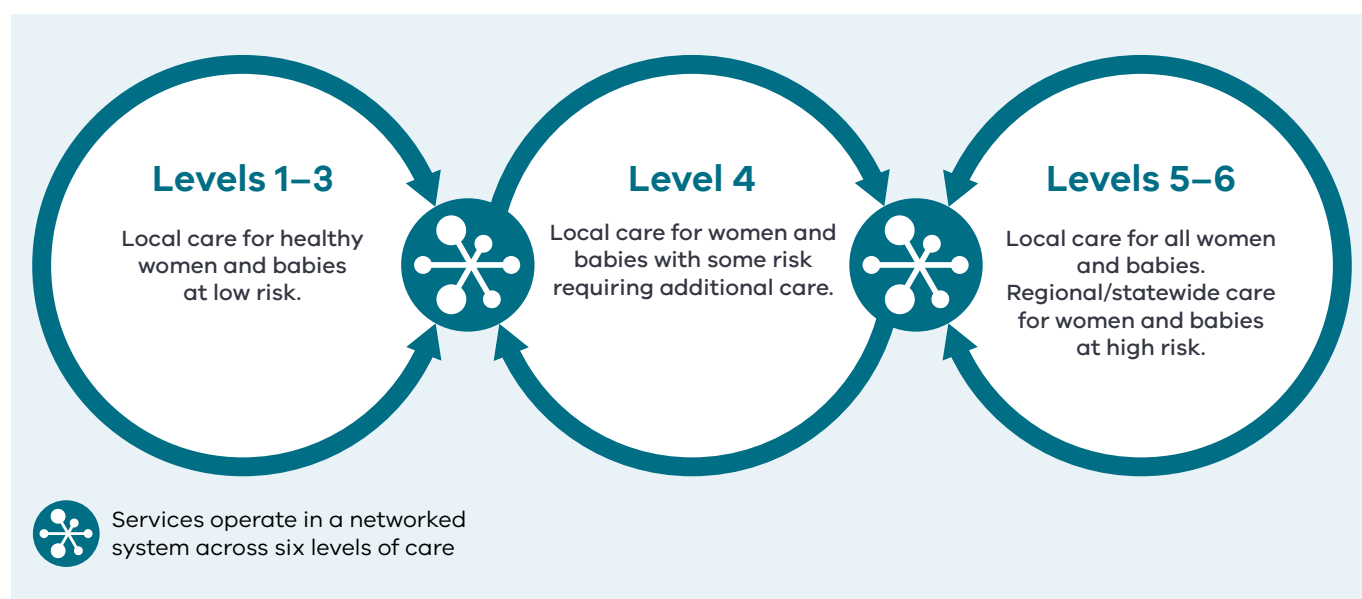 Levels 1–3
Local care for healthy
women and babies
at low risk.
Level 4
Local care for women and
babies with some risk
requiring additional care.
Levels 5–6
Local care for all women
and babies.
Regional/statewide care
for women and babies
at high risk.
Services operate in a networked
system across six levels of care